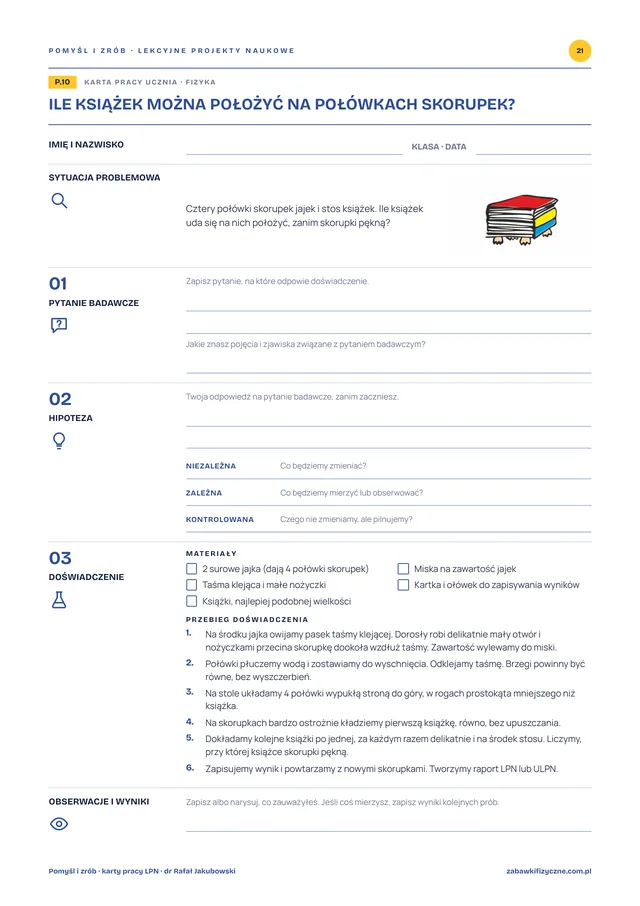 POMYŚL I ZRÓB · LEKCYJNE PROJEKTY NAUKOWE
21
P.10 KARTA PRACY UCZNIA · FIZYKA
ILE KSIĄŻEK MOŻNA POŁOŻYĆ NA POŁÓWKACH SKORUPEK?
IMIĘ I NAZWISKO
KLASA · DATA
SYTUACJA PROBLEMOWA
Cztery połówki skorupek jajek i stos książek. Ile książek
uda się na nich położyć, zanim skorupki pękną?
01
PYTANIE BADAWCZE
Zapisz pytanie, na które odpowie doświadczenie.
Jakie znasz pojęcia i zjawiska związane z pytaniem badawczym?
02
HIPOTEZA
Twoja odpowiedź na pytanie badawcze, zanim zaczniesz.
NIEZALEŻNA Co będziemy zmieniać?
ZALEŻNA Co będziemy mierzyć lub obserwować?
KONTROLOWANA Czego nie zmieniamy, ale pilnujemy?
03
DOŚWIADCZENIE
MATERIAŁY
2 surowe jajka (dają 4 połówki skorupek)
Miska na zawartość jajek
Taśma klejąca i małe nożyczki
Kartka i ołówek do zapisywania wyników
Książki, najlepiej podobnej wielkości
PRZEBIEG DOŚWIADCZENIA
1. Na środku jajka owijamy pasek taśmy klejącej. Dorosły robi delikatnie mały otwór i
nożyczkami przecina skorupkę dookoła wzdłuż taśmy. Zawartość wylewamy do miski.
2. Połówki płuczemy wodą i zostawiamy do wyschnięcia. Odklejamy taśmę. Brzegi powinny być
równe, bez wyszczerbień.
3. Na stole układamy 4 połówki wypukłą stroną do góry, w rogach prostokąta mniejszego niż
książka.
4. Na skorupkach bardzo ostrożnie kładziemy pierwszą książkę, równo, bez upuszczania.
5. Dokładamy kolejne książki po jednej, za każdym razem delikatnie i na środek stosu. Liczymy,
przy której książce skorupki pękną.
6. Zapisujemy wynik i powtarzamy z nowymi skorupkami. Tworzymy raport LPN lub ULPN.
OBSERWACJE I WYNIKI
Zapisz albo narysuj, co zauważyłeś. Jeśli coś mierzysz, zapisz wyniki kolejnych prób.
Pomyśl i zrób · karty pracy LPN · dr Rafał Jakubowski
zabawkifizyczne.com.pl